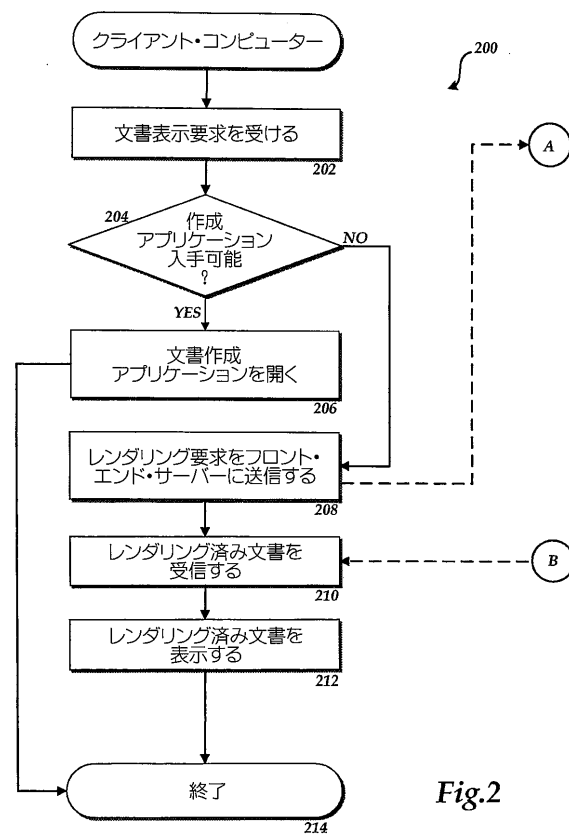 クライアント・コンピューター
200
文書表示要求を受ける
202
A
204
作成
アプリケーション
入手可能
?
NO
YES
文書作成
アプリケーションを開く
206
レンダリング要求をフロント・
エンド・サーバーに送信する
208
レンダリング済み文書を
受信する
210
B
レンダリング済み文書を
表示する
212
終了
214
Fig.2